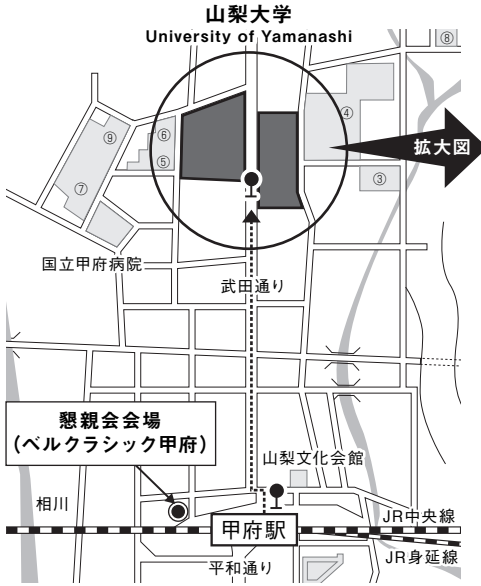 山梨大学
University of Yamanashi
⑧
④
⑨
⑥
⑤
拡大図
③
⑦
国立甲府病院
武田通り
懇親会会場
(ベルクラシック甲府)
山梨文化会館
相川
甲府駅
JR中央線
JR身延線
平和通り